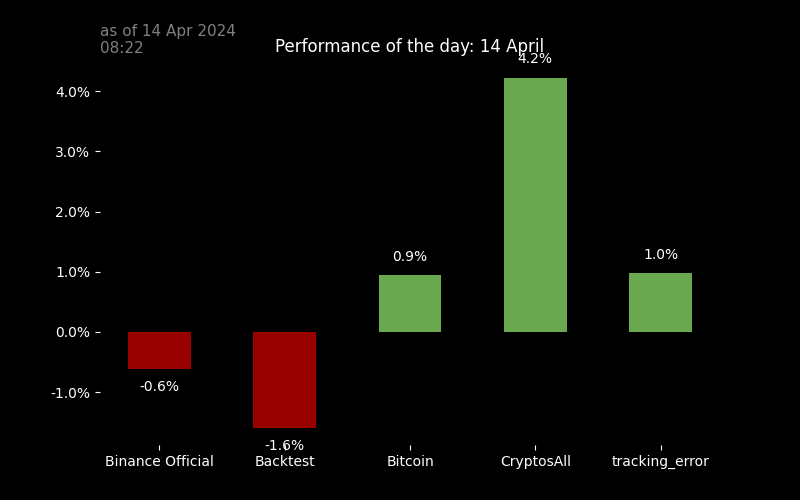 as of 14 Apr 2024
08:22
Performance of the day: 14 April
4.2%
4.0%
3.0%
2.0%
1.0%
0.0%
-1.0%
0.9%
1.0%
-0.6%
-1.6%
Binance Official
Backtest
Bitcoin
CryptosAll
tracking_error